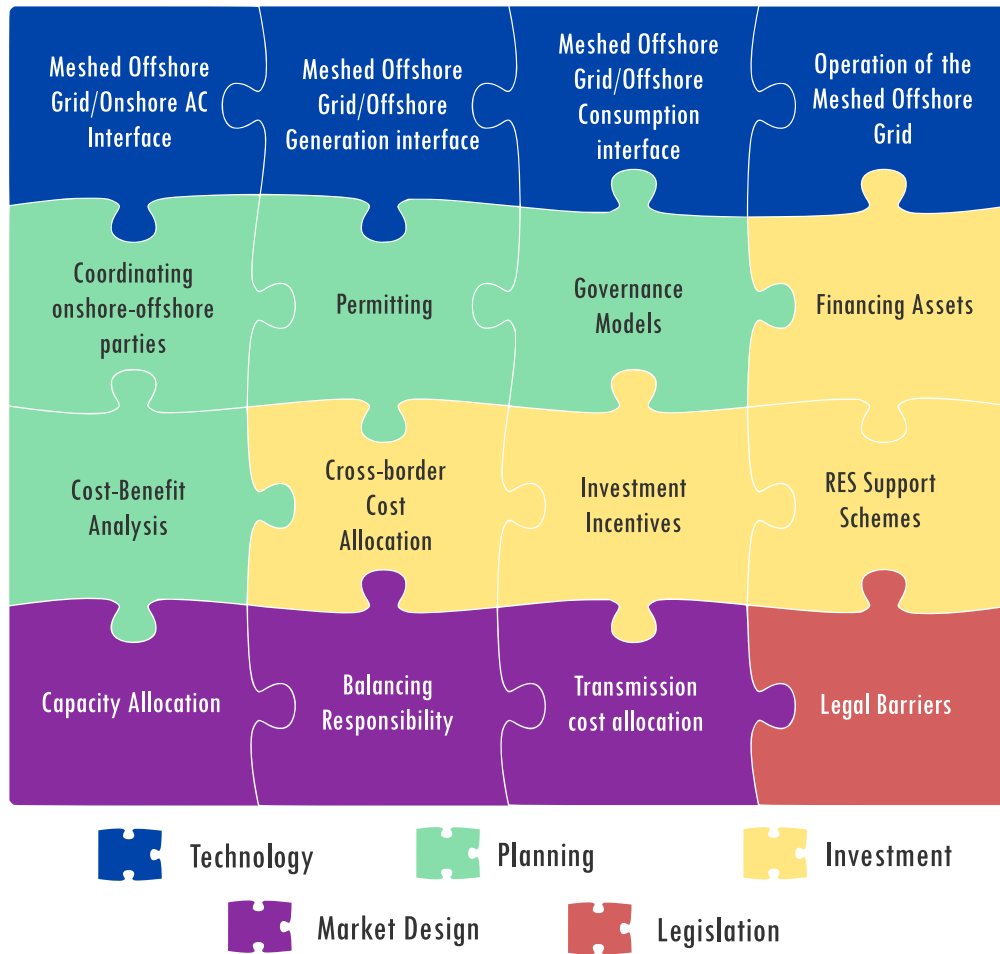 Meshed Offshore
Grid/Onshore AC
Interface
Meshed Offshore
Grid/Offshore
Generation interface
Meshed Offshore
Grid/Offshore
Consumption
interface
Operation of the
Meshed Offshore
Grid
Coordinating
onshore-offshore
parties
Permitting
Governance
Models
Financing Assets
Cost-Benefit
Analysis
Cross-border
Cost
Allocation
Investment
Incentives
RES Support
Schemes
Capacity Allocation
Balancing
Responsibility
Transmission
cost allocation
Legal Barriers
Technology
Planning
Investment
Market Design
Legislation